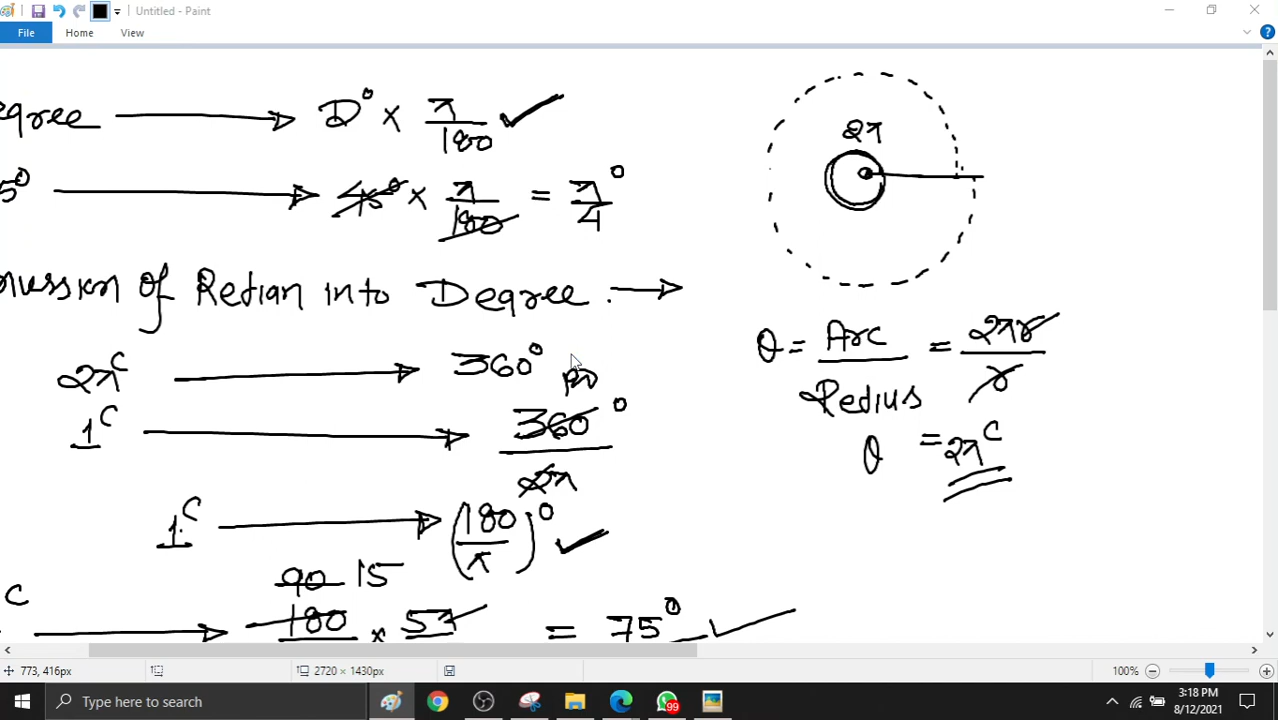 Untitled - Paint
File Home View
egree → D° × π/180 ✓
5° → 45° × π/180 = π/4°
2π
nvession of Redian into Degree. →
2π^C → 360°
1^C → 360°/2π
θ = Arc/Redius = 2πr/r
θ = 2π^C
1^C → (180/π)° ✓
90 15
C → 180 × 5π = 75° ✓
773, 416px 2720 × 1430px 100%
Type here to search 99 3:18 PM
8/12/2021